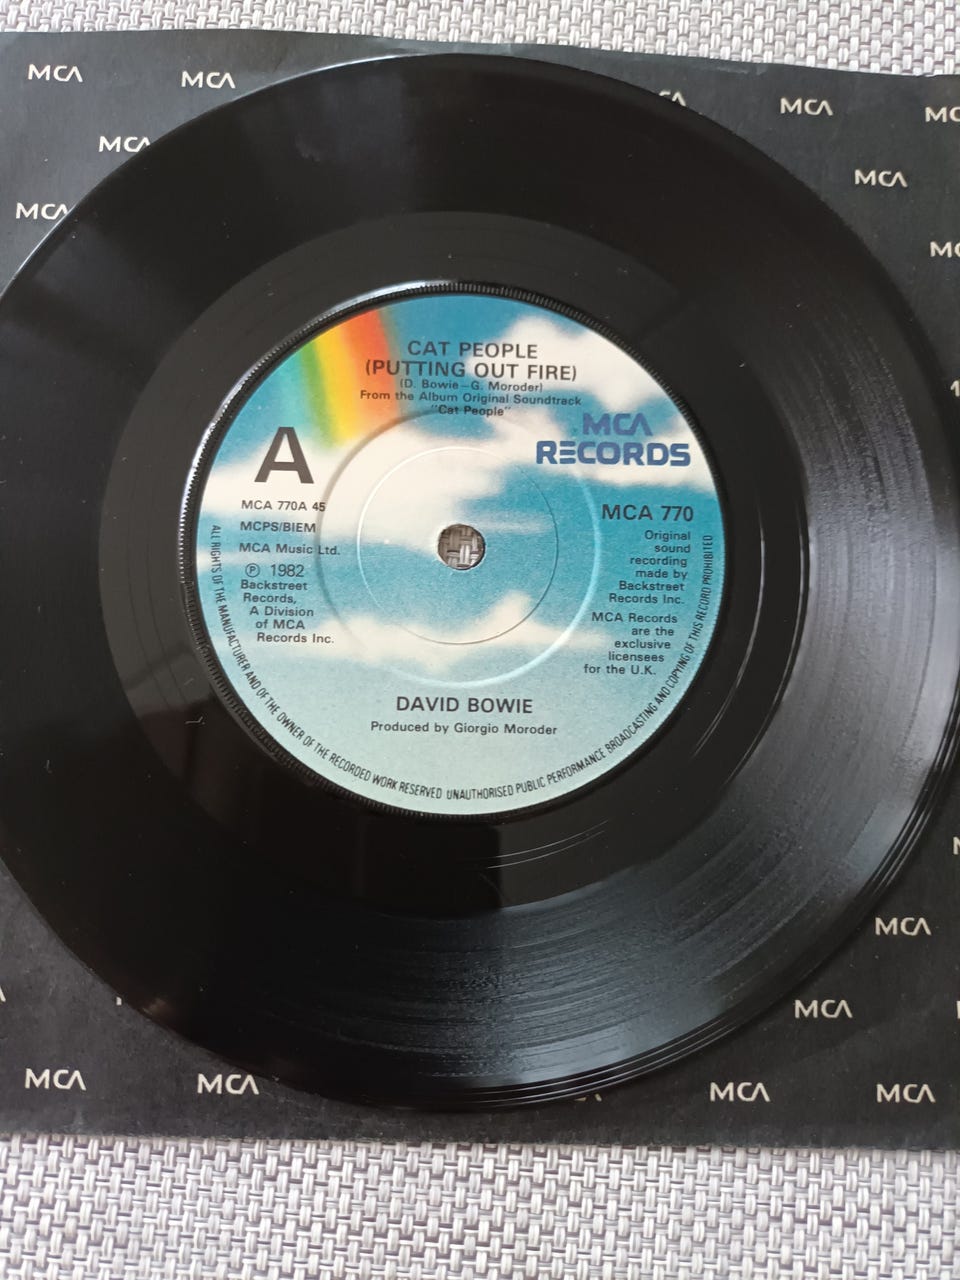 MCA
MCA
MCA
MCA
MCA
MCA
MCA
CAT PEOPLE
(PUTTING OUT FIRE)
(D. Bowie – G. Moroder)
From the Album Original Soundtrack
"Cat People"
MCA
RECORDS
A
MCA 770A 45
MCPS/BIEM
MCA Music Ltd.
Ⓟ 1982
Backstreet
Records,
A Division
of MCA
Records Inc.
MCA 770
Original
sound
recording
made by
Backstreet
Records Inc.
MCA Records
are the
exclusive
licensees
for the U.K.
DAVID BOWIE
Produced by Giorgio Moroder
ALL RIGHTS OF THE MANUFACTURER AND OF THE OWNER OF THE RECORDED WORK RESERVED UNAUTHORISED PUBLIC PERFORMANCE BROADCASTING AND COPYING OF THIS RECORD PROHIBITED
MCA
MCA
MCA
MCA
MCA
MCA